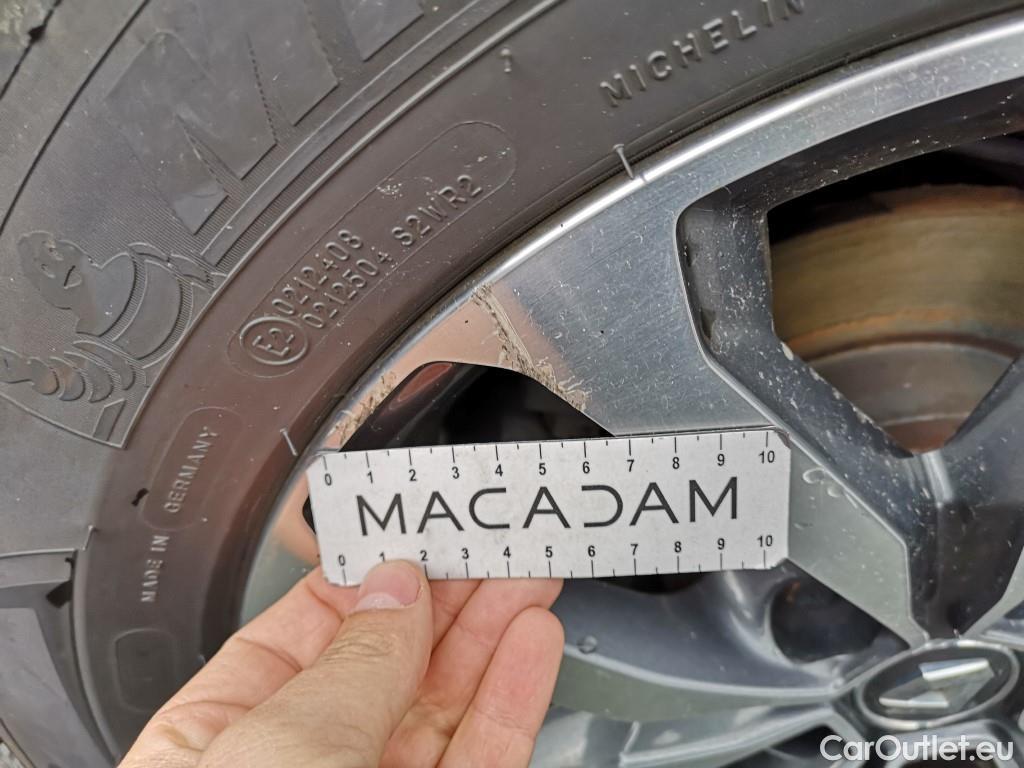 MICHELIN
0212408
0212504 S2WR2
E2
GERMANY
MADE IN
0 1 2 3 4 5 6 7 8 9 10
MACADAM
0 1 2 3 4 5 6 7 8 9 10
CarOutlet.eu